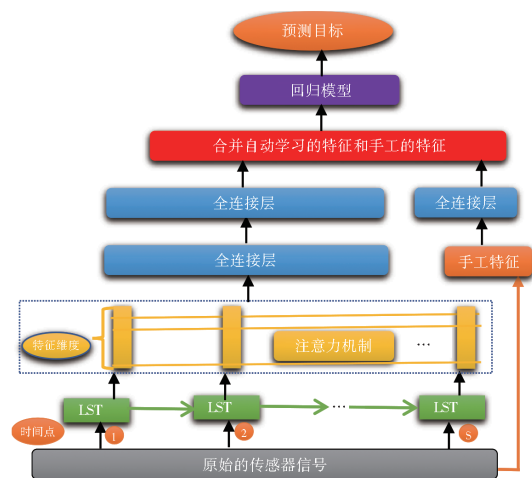 预测目标
回归模型
合并自动学习的特征和手工的特征
全连接层
全连接层
全连接层
手工特征
特征维度
注意力机制
...
LST
LST
...
LST
时间点
1
2
S
原始的传感器信号